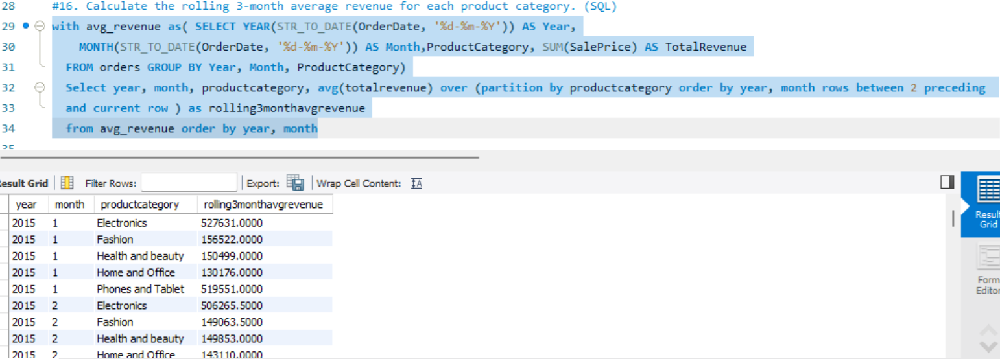 28 #16. Calculate the rolling 3-month average revenue for each product category. (SQL)
29 with avg_revenue as( SELECT YEAR(STR_TO_DATE(OrderDate, '%d-%m-%Y')) AS Year,
30 MONTH(STR_TO_DATE(OrderDate, '%d-%m-%Y')) AS Month,ProductCategory, SUM(SalePrice) AS TotalRevenue
31 FROM orders GROUP BY Year, Month, ProductCategory)
32 Select year, month, productcategory, avg(totalrevenue) over (partition by productcategory order by year, month rows between 2 preceding
33 and current row ) as rolling3monthavgrevenue
34 from avg_revenue order by year, month
35
Result Grid Filter Rows: Export: Wrap Cell Content:
year month productcategory rolling3monthavgrevenue
2015 1 Electronics 527631.0000
2015 1 Fashion 156522.0000
2015 1 Health and beauty 150499.0000
2015 1 Home and Office 130176.0000
2015 1 Phones and Tablet 519551.0000
2015 2 Electronics 506265.5000
2015 2 Fashion 149063.5000
2015 2 Health and beauty 149853.0000
2015 2 Home and Office 143110.0000
Result
Grid
Form
Editor